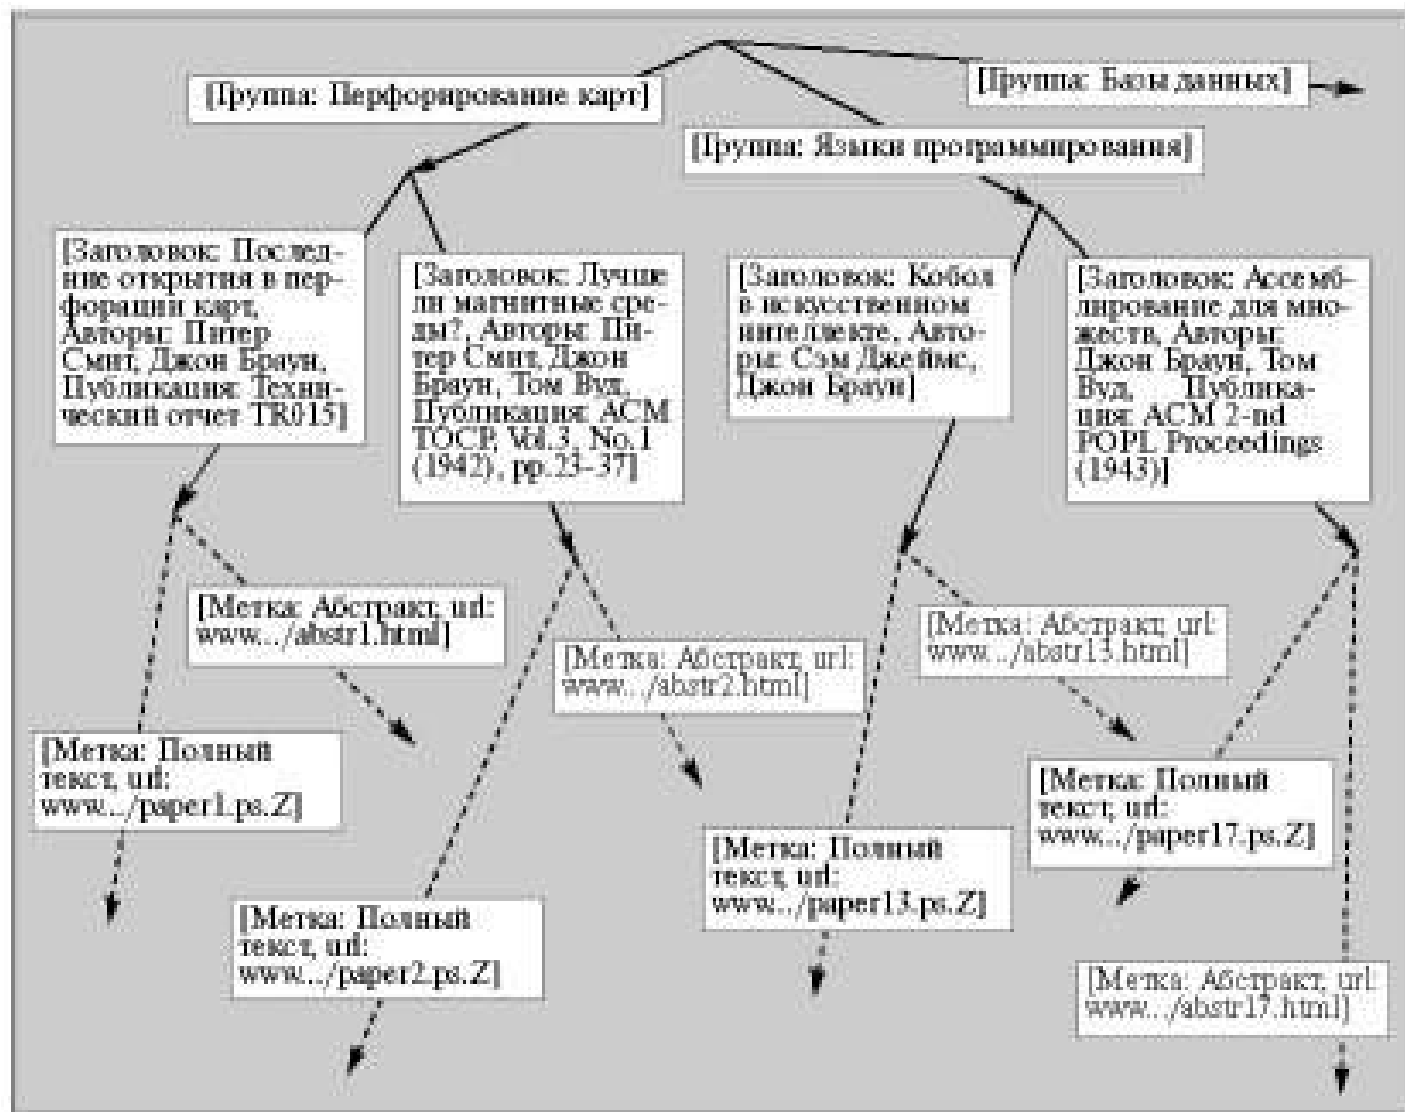 [Группа: Перфорирование карт]
[Группа: Базы данных]
[Группа: Языки программирования]
[Заголовок: Послед-
ние открытия в пер-
форации карт,
Авторы: Питер
Смит, Джон Браун,
Публикация: Техни-
ческий отчет TR015]
[Заголовок: Лучше
ли магнитные сре-
ды?, Авторы: Пи-
тер Смит, Джон
Браун, Том Вуд,
Публикация: ACM
TOCP, Vol.3, No.1
(1942), pp.23-37]
[Заголовок: Кобол
в искусственном
интеллекте, Авто-
ры: Сэм Джеймс,
Джон Браун]
[Заголовок: Ассемб-
лирование для мно-
жеств, Авторы:
Джон Браун, Том
Вуд, Публика-
ция: ACM 2-nd
POPL Proceedings
(1943)]
[Метка: Абстракт, url:
www.../abstr1.html]
[Метка: Абстракт, url:
www.../abstr2.html]
[Метка: Абстракт, url:
www.../abstr13.html]
[Метка: Полный
текст, url:
www.../paper1.ps.Z]
[Метка: Полный
текст, url:
www.../paper2.ps.Z]
[Метка: Полный
текст, url:
www.../paper13.ps.Z]
[Метка: Полный
текст, url:
www.../paper17.ps.Z]
[Метка: Абстракт, url:
www.../abstr17.html]